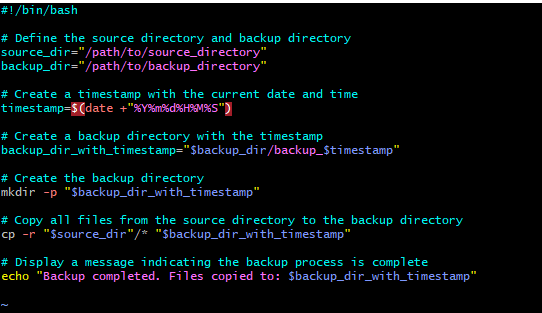 #!/bin/bash
# Define the source directory and backup directory
source_dir="/path/to/source_directory"
backup_dir="/path/to/backup_directory"
# Create a timestamp with the current date and time
timestamp=$(date +"%Y%m%d%H%M%S")
# Create a backup directory with the timestamp
backup_dir_with_timestamp="$backup_dir/backup_$timestamp"
# Create the backup directory
mkdir -p "$backup_dir_with_timestamp"
# Copy all files from the source directory to the backup directory
cp -r "$source_dir"/* "$backup_dir_with_timestamp"
# Display a message indicating the backup process is complete
echo "Backup completed. Files copied to: $backup_dir_with_timestamp"
~